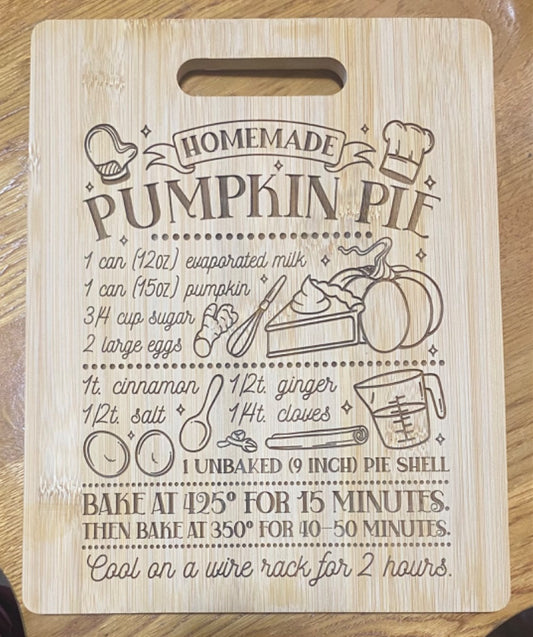 HOMEMADE
PUMPKIN PIE
1 can (12oz) evaporated milk
1 can (15oz) pumpkin
3/4 cup sugar
2 large eggs
1t. cinnamon 1/2t. ginger
1/2t. salt 1/4t. cloves
1 UNBAKED (9 INCH) PIE SHELL
BAKE AT 425° FOR 15 MINUTES.
THEN BAKE AT 350° FOR 40-50 MINUTES.
Cool on a wire rack for 2 hours.